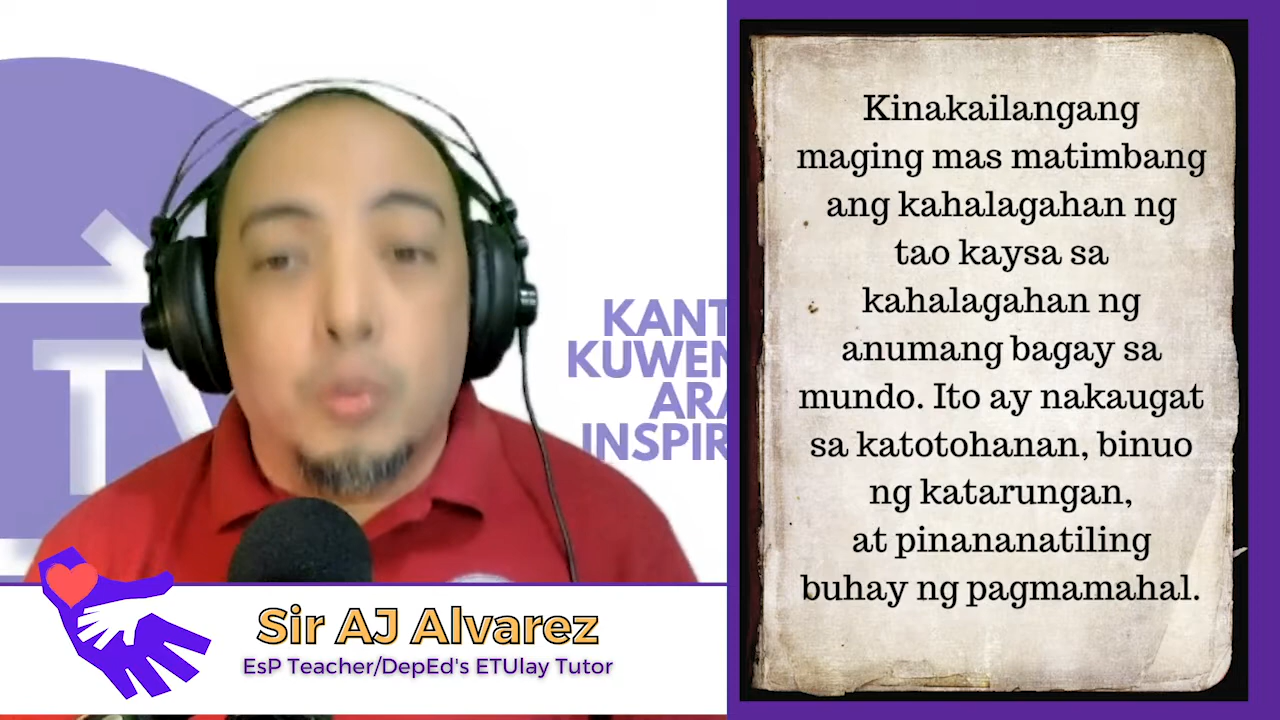 TV
KANT
KUWEN
ARA
INSPIR
Sir AJ Alvarez
EsP Teacher/DepEd's ETUlay Tutor
Kinakailangang
maging mas matimbang
ang kahalagahan ng
tao kaysa sa
kahalagahan ng
anumang bagay sa
mundo. Ito ay nakaugat
sa katotohanan, binuo
ng katarungan,
at pinananatiling
buhay ng pagmamahal.